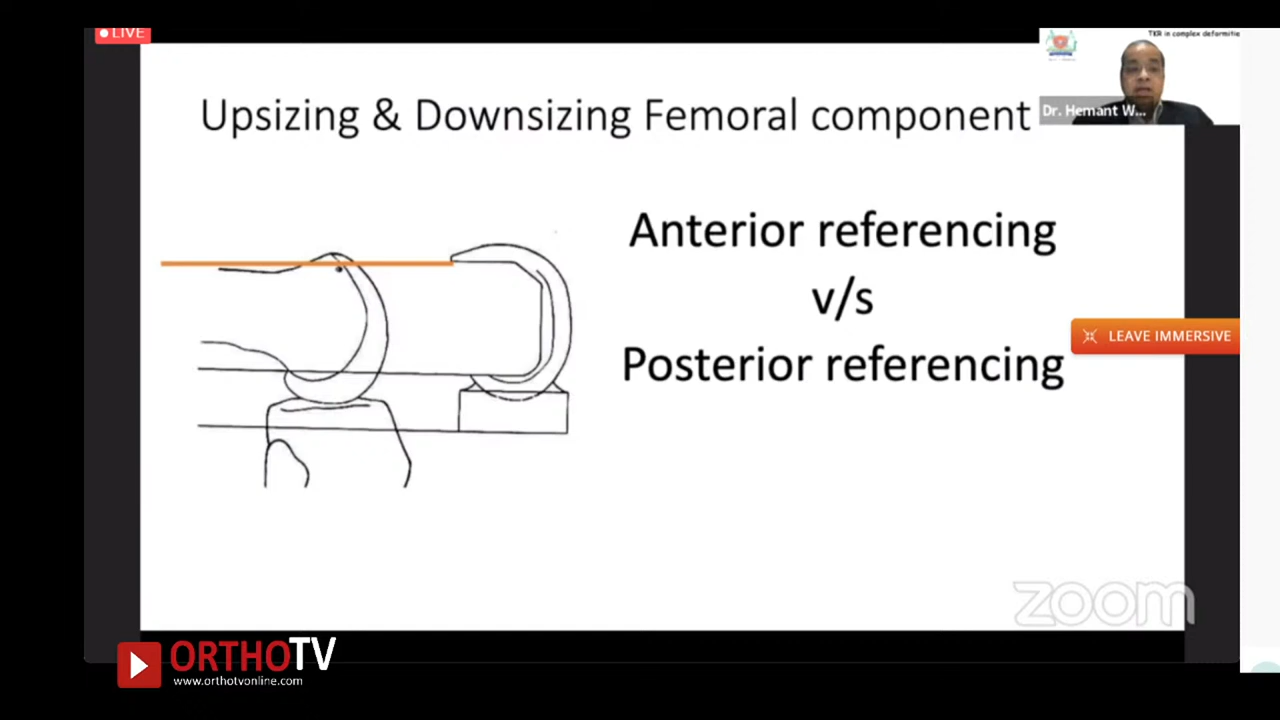 LIVE
TKR in complex deformitie
Dr. Hemant W...
Upsizing & Downsizing Femoral component
Anterior referencing
v/s
Posterior referencing
LEAVE IMMERSIVE
zoom
ORTHOTV
www.orthotvonline.com